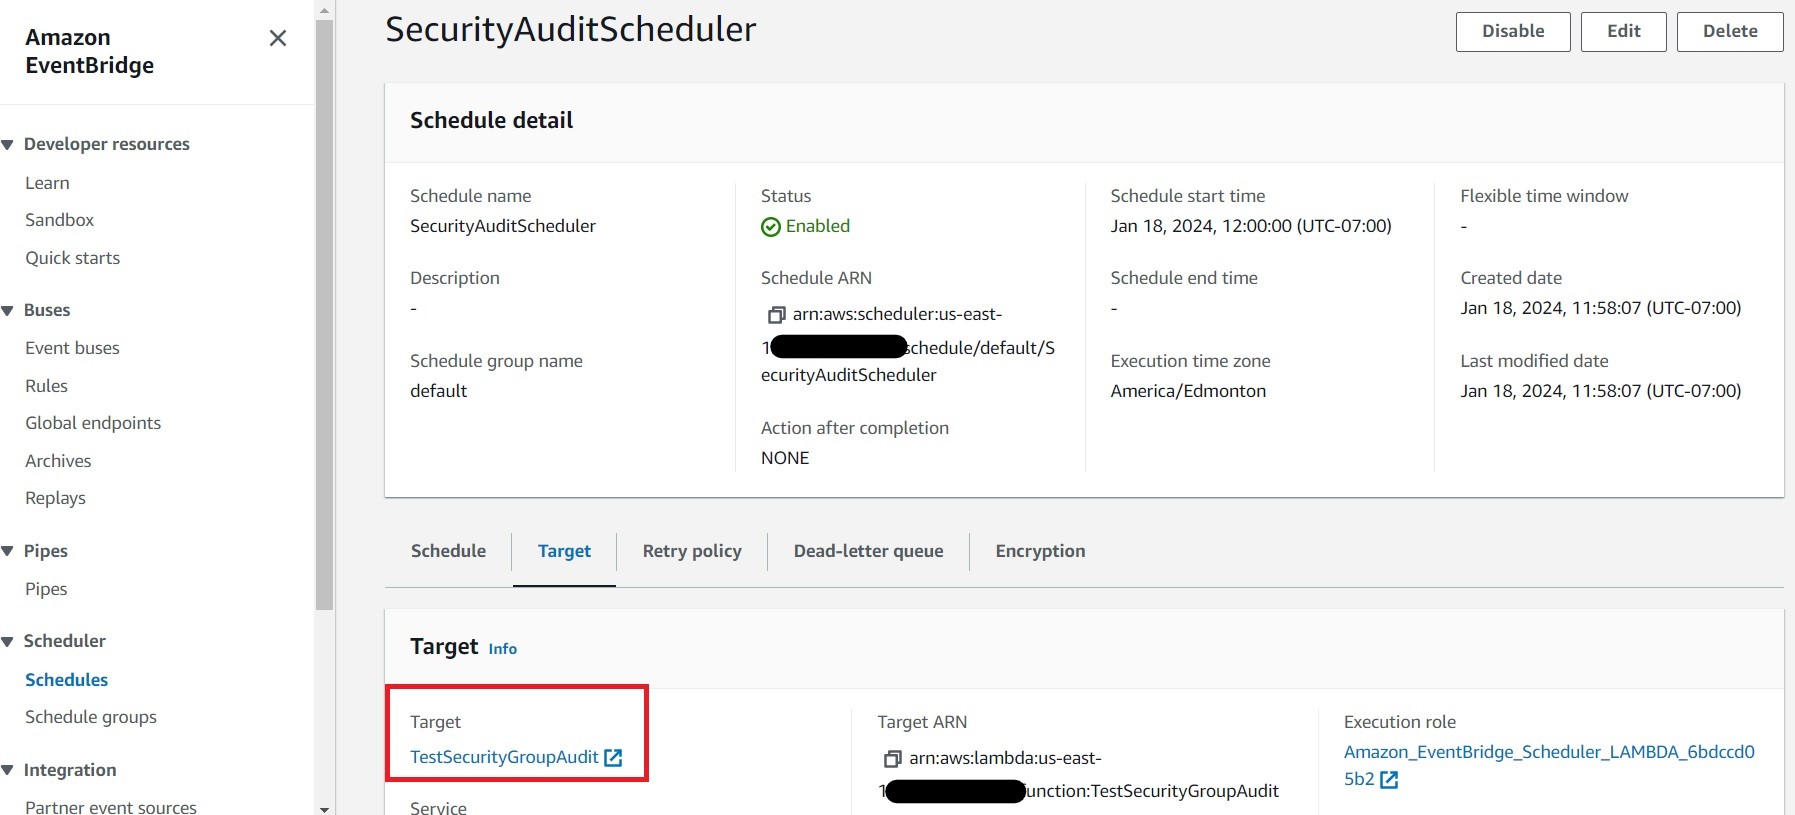 Amazon
EventBridge
Developer resources
Learn
Sandbox
Quick starts
Buses
Event buses
Rules
Global endpoints
Archives
Replays
Pipes
Pipes
Scheduler
Schedules
Schedule groups
Integration
Partner event sources
SecurityAuditScheduler
Disable
Edit
Delete
Schedule detail
Schedule name
SecurityAuditScheduler
Description
-
Schedule group name
default
Status
Enabled
Schedule ARN
arn:aws:scheduler:us-east-
1 schedule/default/S
ecurityAuditScheduler
Action after completion
NONE
Schedule start time
Jan 18, 2024, 12:00:00 (UTC-07:00)
Schedule end time
-
Execution time zone
America/Edmonton
Flexible time window
-
Created date
Jan 18, 2024, 11:58:07 (UTC-07:00)
Last modified date
Jan 18, 2024, 11:58:07 (UTC-07:00)
Schedule
Target
Retry policy
Dead-letter queue
Encryption
Target Info
Target
TestSecurityGroupAudit
Service
Target ARN
arn:aws:lambda:us-east-
1 unction:TestSecurityGroupAudit
Execution role
Amazon_EventBridge_Scheduler_LAMBDA_6bdccd0
5b2